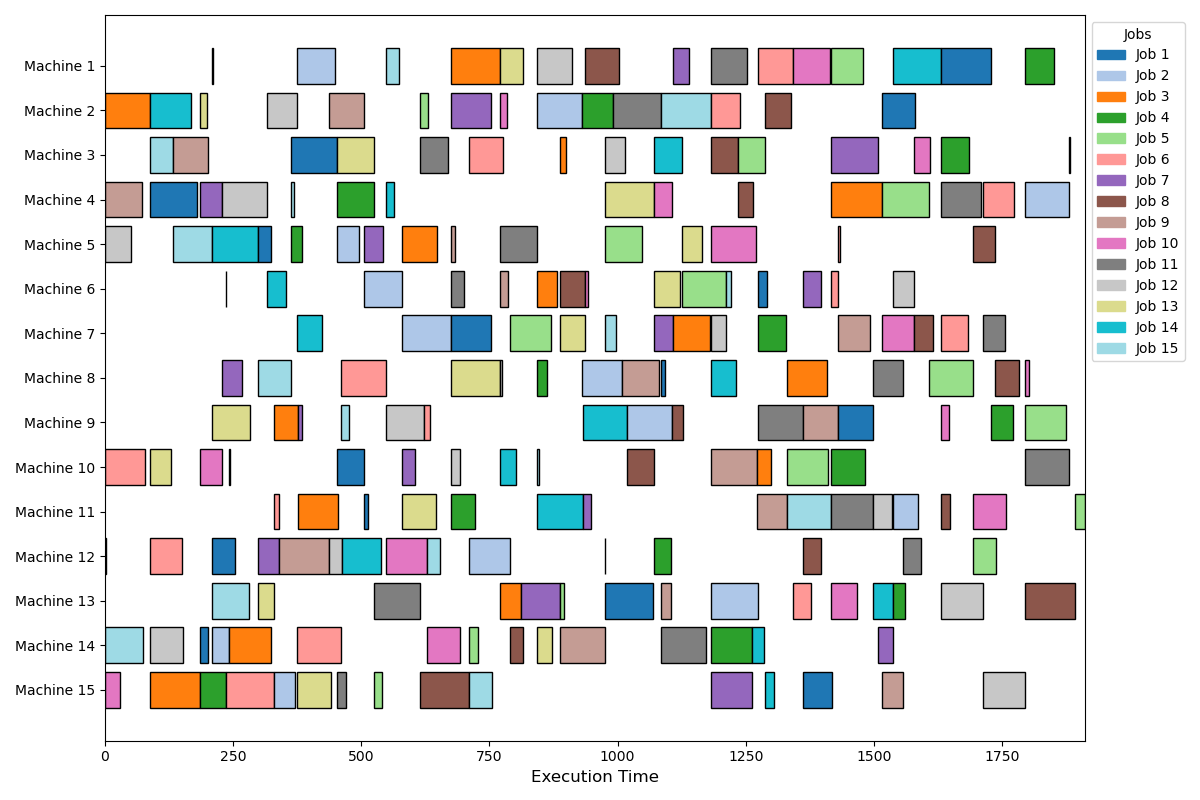 Machine 1
Machine 2
Machine 3
Machine 4
Machine 5
Machine 6
Machine 7
Machine 8
Machine 9
Machine 10
Machine 11
Machine 12
Machine 13
Machine 14
Machine 15
0 250 500 750 1000 1250 1500 1750
Execution Time
Jobs
Job 1
Job 2
Job 3
Job 4
Job 5
Job 6
Job 7
Job 8
Job 9
Job 10
Job 11
Job 12
Job 13
Job 14
Job 15